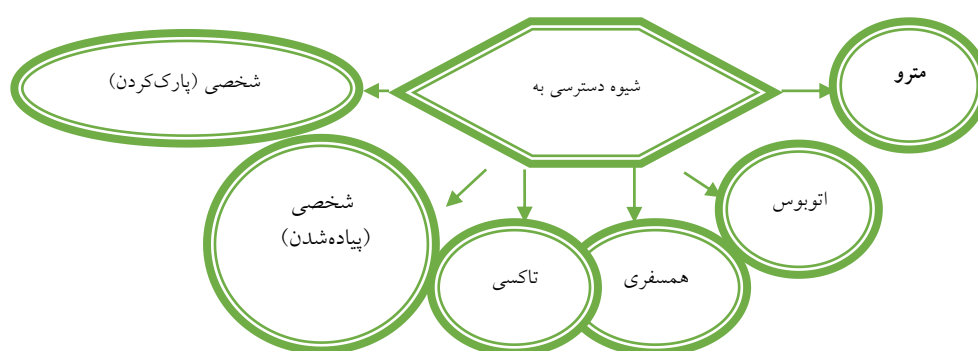 شیوه دسترسی به
مترو
اتوبوس
همسفری
تاکسی
شخصی
(پیاده‌شدن)
شخصی (پارک‌کردن)